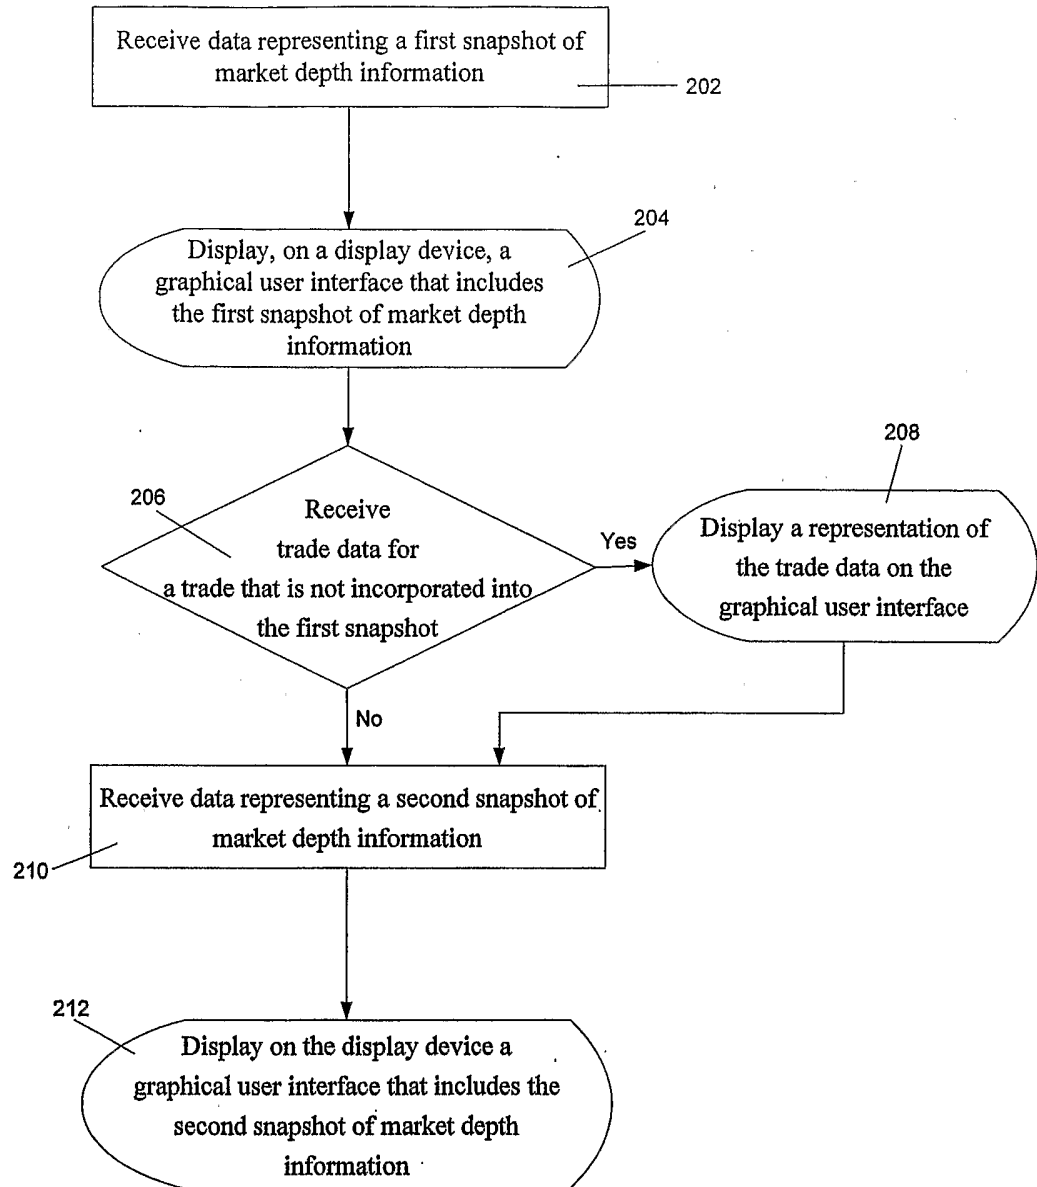 Receive data representing a first snapshot of
market depth information
202
204
Display, on a display device, a
graphical user interface that includes
the first snapshot of market depth
information
208
206
Receive
trade data for
a trade that is not incorporated into
the first snapshot
Yes
Display a representation of
the trade data on the
graphical user interface
No
Receive data representing a second snapshot of
market depth information
210
212
Display on the display device a
graphical user interface that includes the
second snapshot of market depth
information